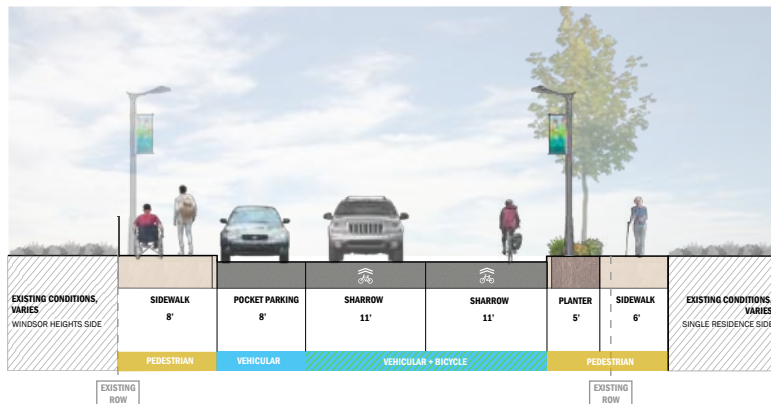 EXISTING CONDITIONS,
VARIES
WINDSOR HEIGHTS SIDE
SIDEWALK
8'
POCKET PARKING
8'
SHARROW
11'
SHARROW
11'
PLANTER
5'
SIDEWALK
6'
EXISTING CONDITIONS,
VARIES
SINGLE RESIDENCE SIDE
PEDESTRIAN
VEHICULAR
VEHICULAR + BICYCLE
PEDESTRIAN
EXISTING
ROW
EXISTING
ROW